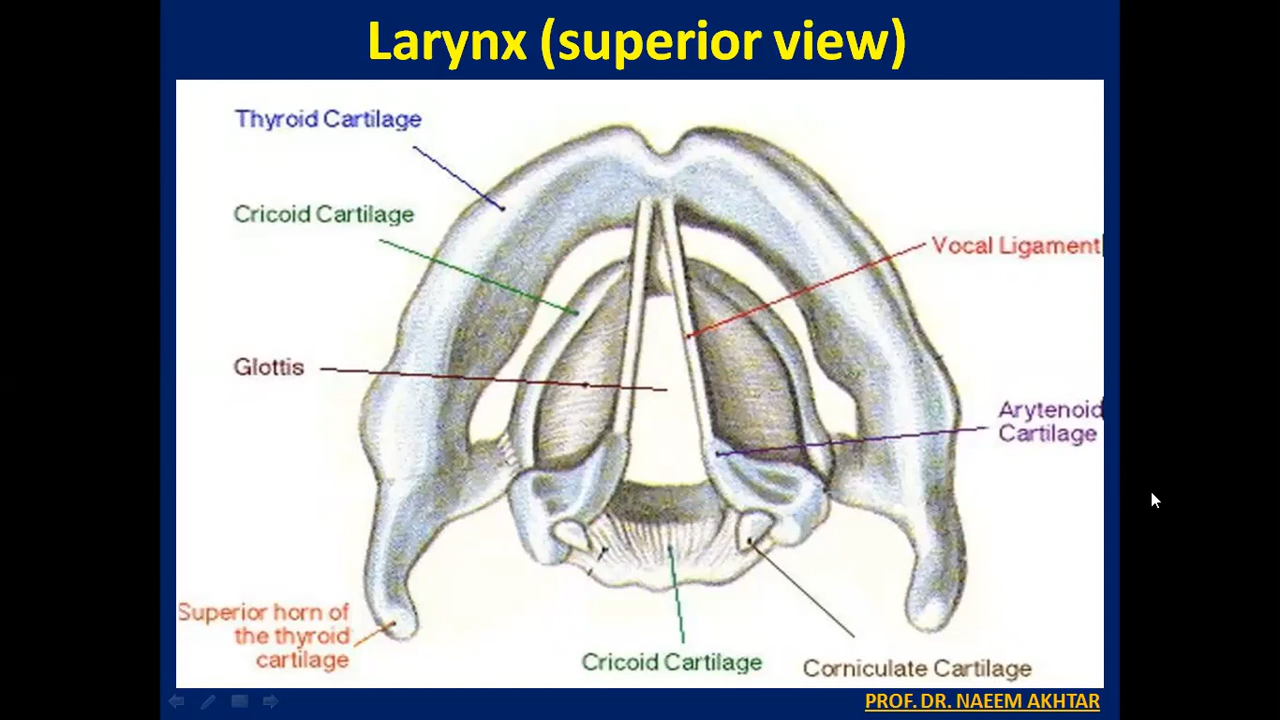 Larynx (superior view)
Thyroid Cartilage
Cricoid Cartilage
Vocal Ligament
Glottis
Arytenoid
Cartilage
Superior horn of
the thyroid
cartilage
Cricoid Cartilage
Corniculate Cartilage
PROF. DR. NAEEM AKHTAR